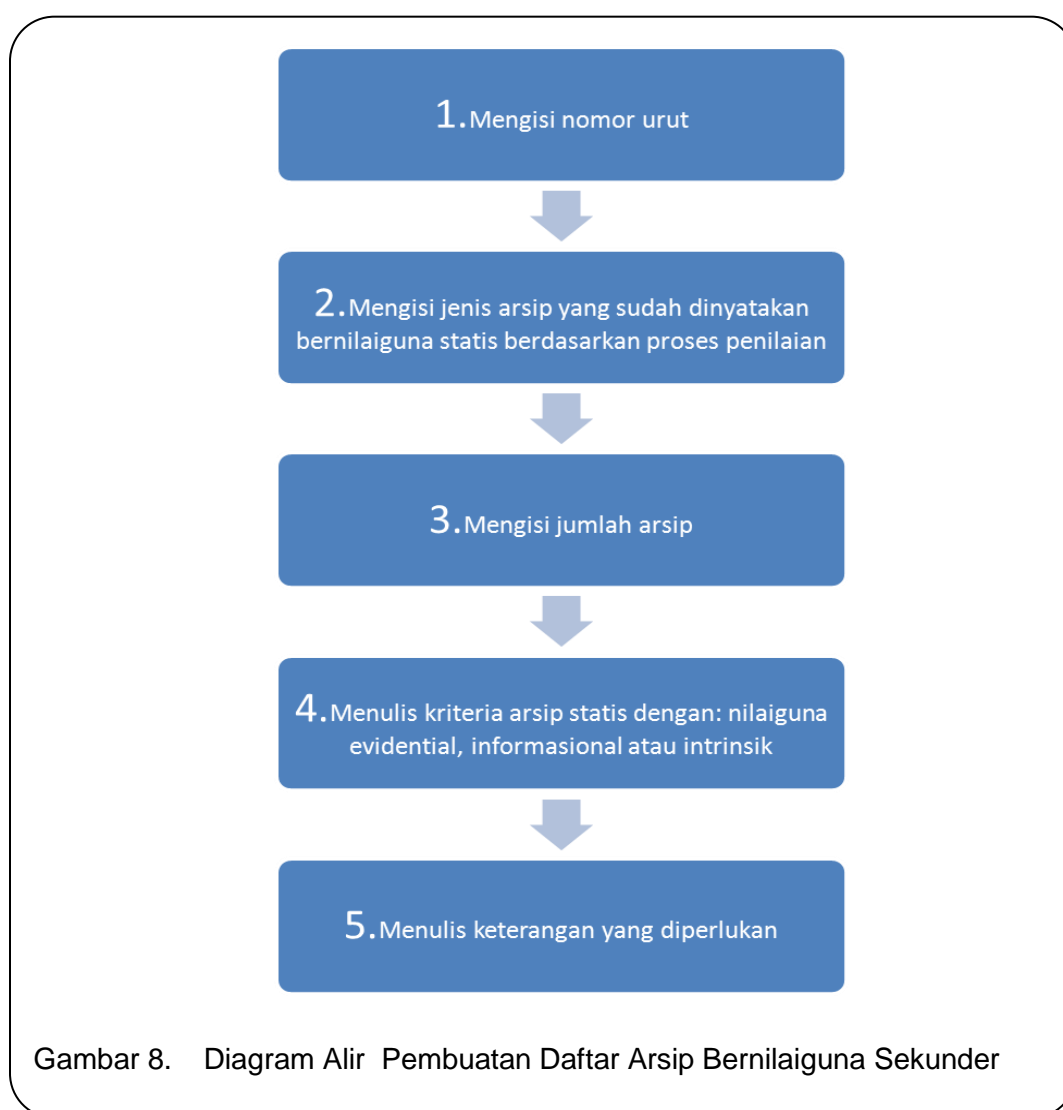 1.Mengisi nomor urut
2.Mengisi jenis arsip yang sudah dinyatakan
bernilaiguna statis berdasarkan proses penilaian
3.Mengisi jumlah arsip
4.Menulis kriteria arsip statis dengan: nilaiguna
evidential, informasional atau intrinsik
5.Menulis keterangan yang diperlukan
Gambar 8. Diagram Alir Pembuatan Daftar Arsip Bernilaiguna Sekunder